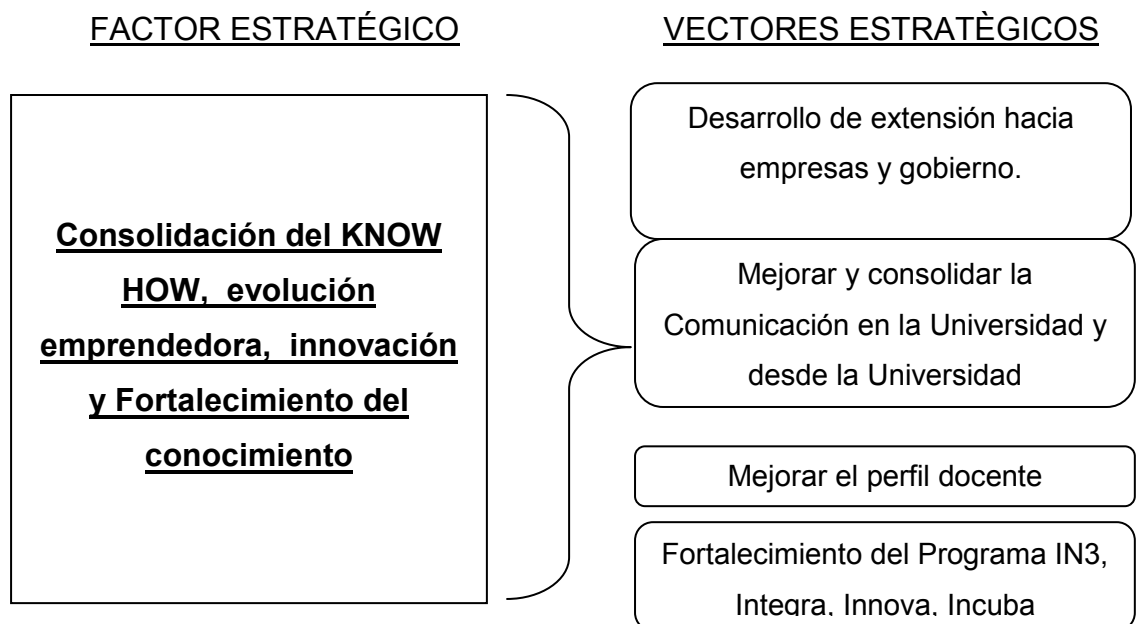 FACTOR ESTRATÉGICO
VECTORES ESTRATÈGICOS
Consolidación del KNOW
HOW, evolución
emprendedora, innovación
y Fortalecimiento del
conocimiento
Desarrollo de extensión hacia
empresas y gobierno.
Mejorar y consolidar la
Comunicación en la Universidad y
desde la Universidad
Mejorar el perfil docente
Fortalecimiento del Programa IN3,
Integra, Innova, Incuba